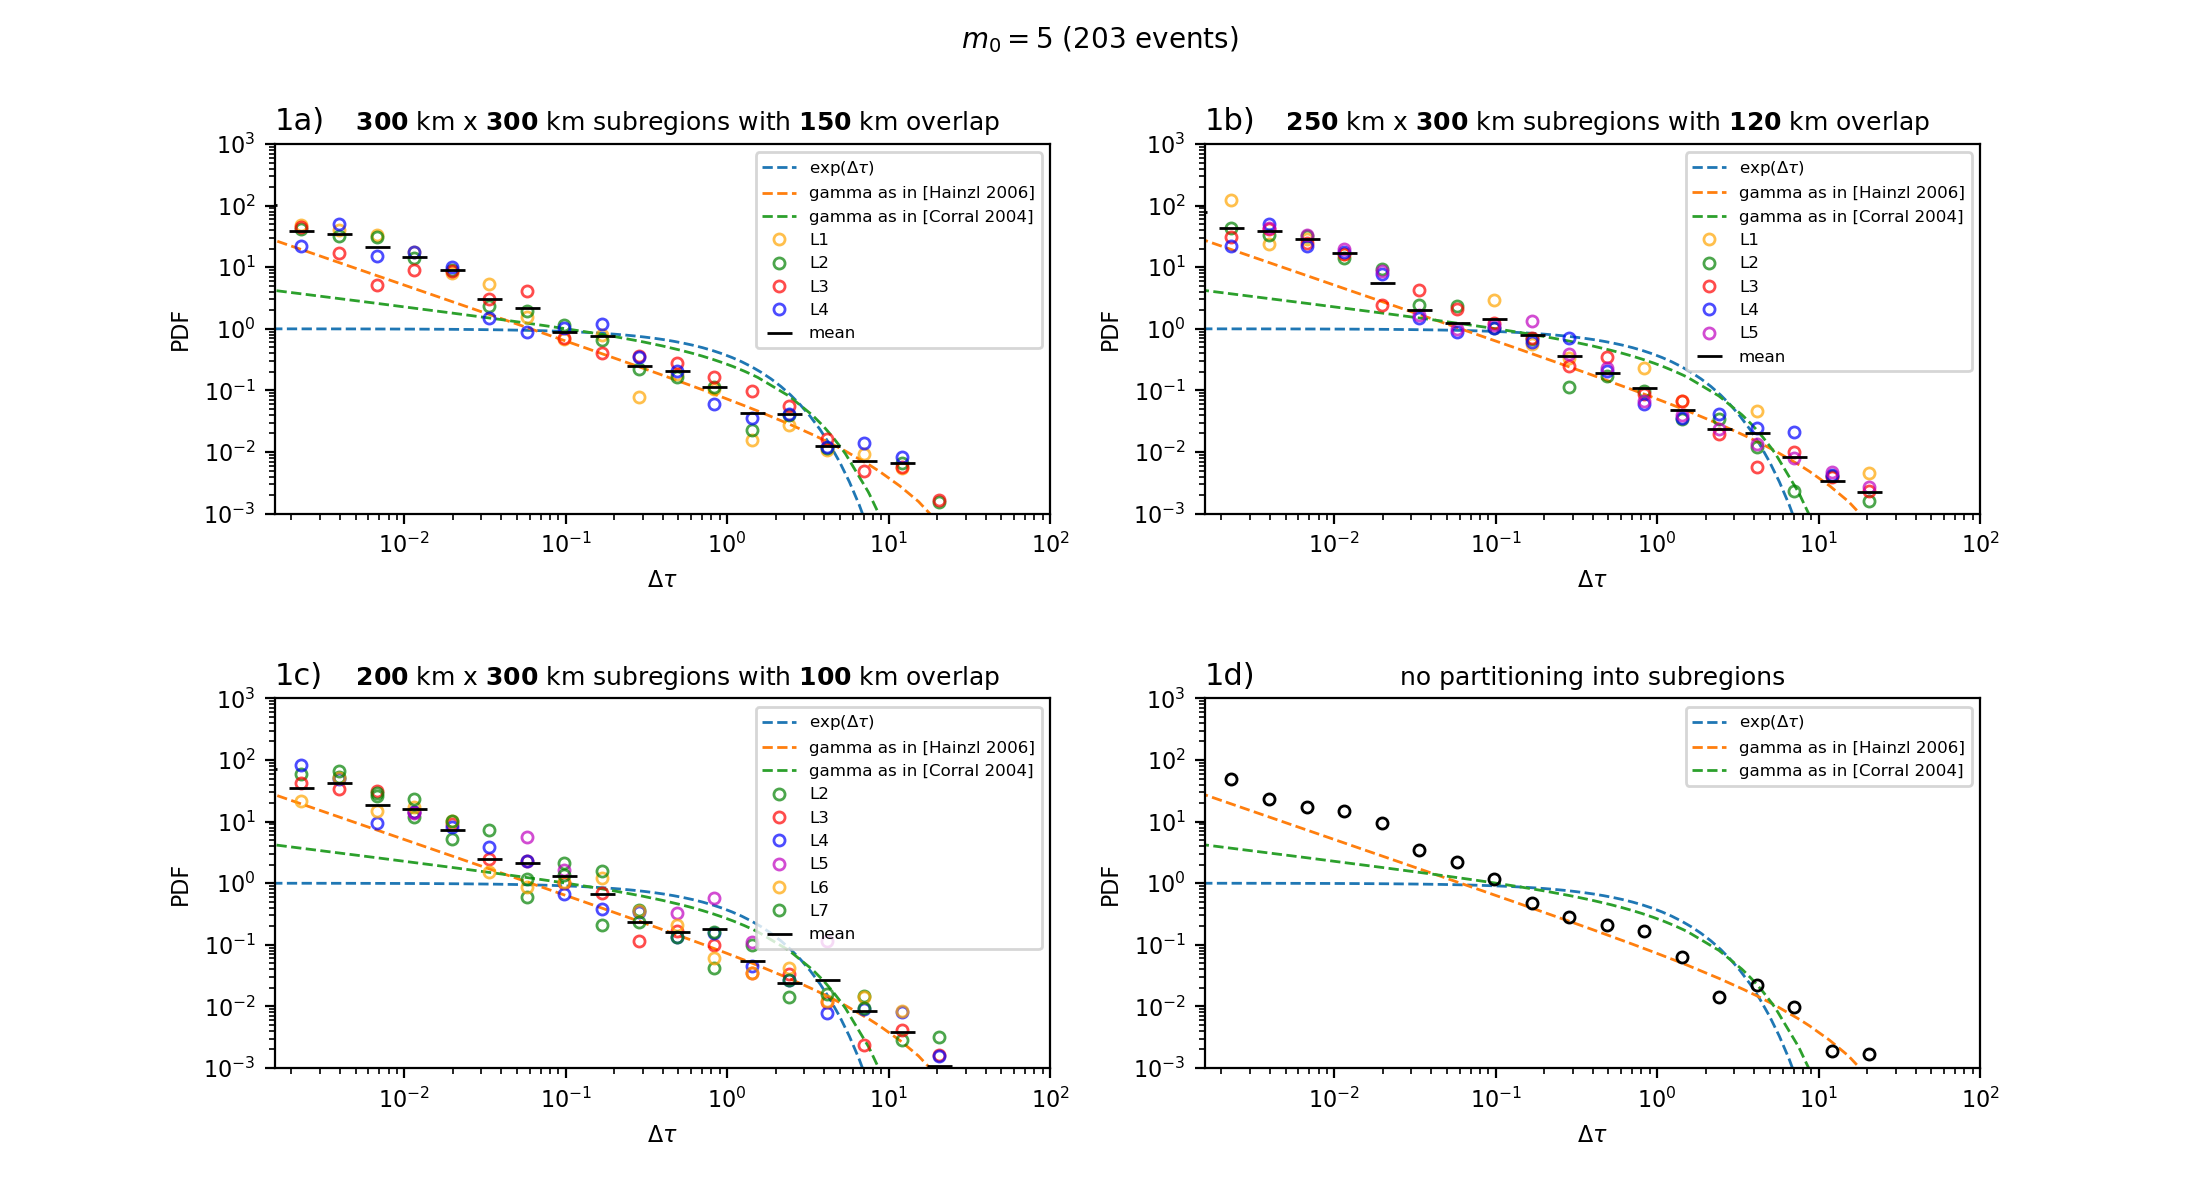 m₀ = 5 (203 events)
1a) 300 km x 300 km subregions with 150 km overlap
10³
10²
10¹
10⁰
10⁻¹
10⁻²
10⁻³
PDF
exp(Δτ)
gamma as in [Hainzl 2006]
gamma as in [Corral 2004]
L1
L2
L3
L4
mean
10⁻² 10⁻¹ 10⁰ 10¹ 10²
Δτ
1b) 250 km x 300 km subregions with 120 km overlap
10³
10²
10¹
10⁰
10⁻¹
10⁻²
10⁻³
PDF
exp(Δτ)
gamma as in [Hainzl 2006]
gamma as in [Corral 2004]
L1
L2
L3
L4
L5
mean
10⁻² 10⁻¹ 10⁰ 10¹ 10²
Δτ
1c) 200 km x 300 km subregions with 100 km overlap
10³
10²
10¹
10⁰
10⁻¹
10⁻²
10⁻³
PDF
exp(Δτ)
gamma as in [Hainzl 2006]
gamma as in [Corral 2004]
L2
L3
L4
L5
L6
L7
mean
10⁻² 10⁻¹ 10⁰ 10¹ 10²
Δτ
1d) no partitioning into subregions
10³
10²
10¹
10⁰
10⁻¹
10⁻²
10⁻³
PDF
exp(Δτ)
gamma as in [Hainzl 2006]
gamma as in [Corral 2004]
10⁻² 10⁻¹ 10⁰ 10¹ 10²
Δτ